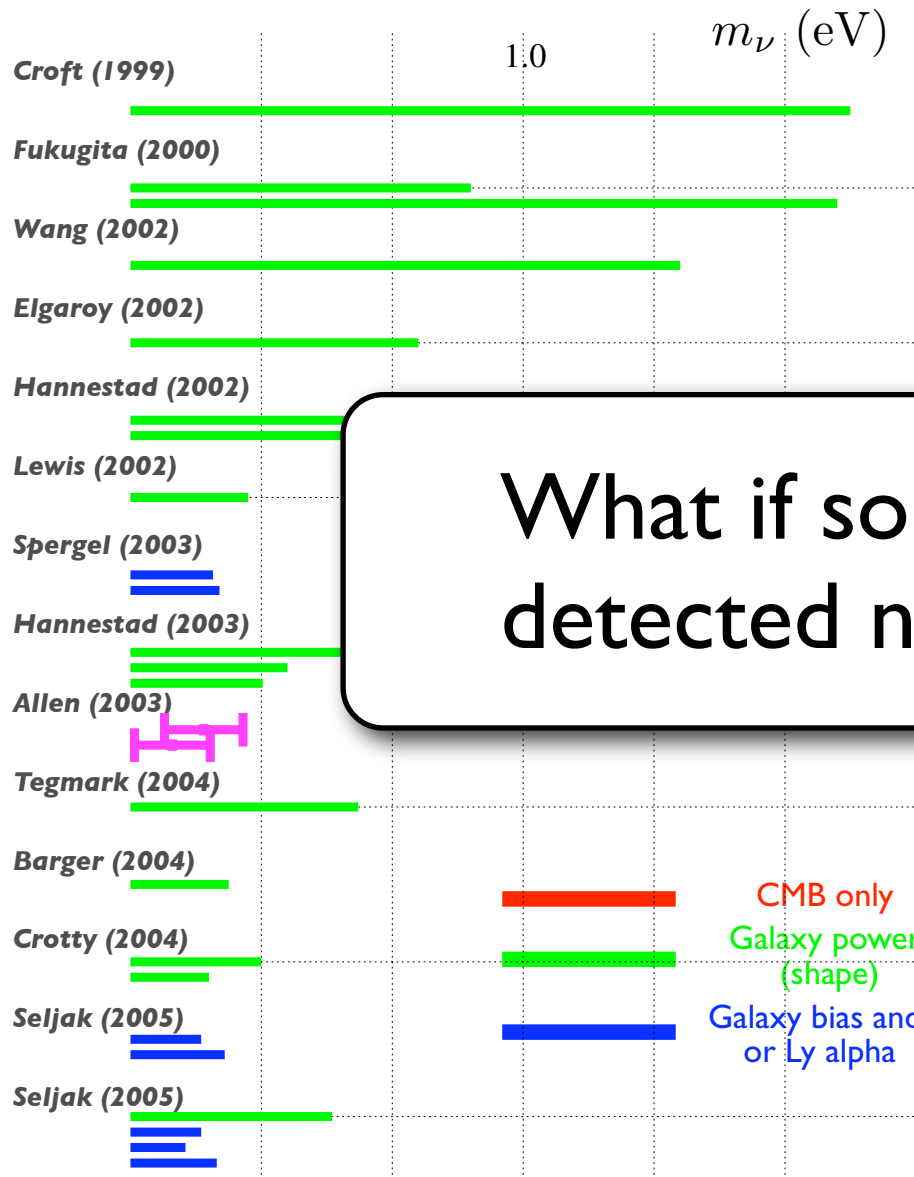 m_ν (eV)
1.0
Croft (1999)
Fukugita (2000)
Wang (2002)
Elgaroy (2002)
Hannestad (2002)
Lewis (2002)
What if so
Spergel (2003)
detected n
Hannestad (2003)
Allen (2003)
Tegmark (2004)
Barger (2004)
CMB only
Crotty (2004)
Galaxy power
(shape)
Seljak (2005)
Galaxy bias and
or Ly alpha
Seljak (2005)